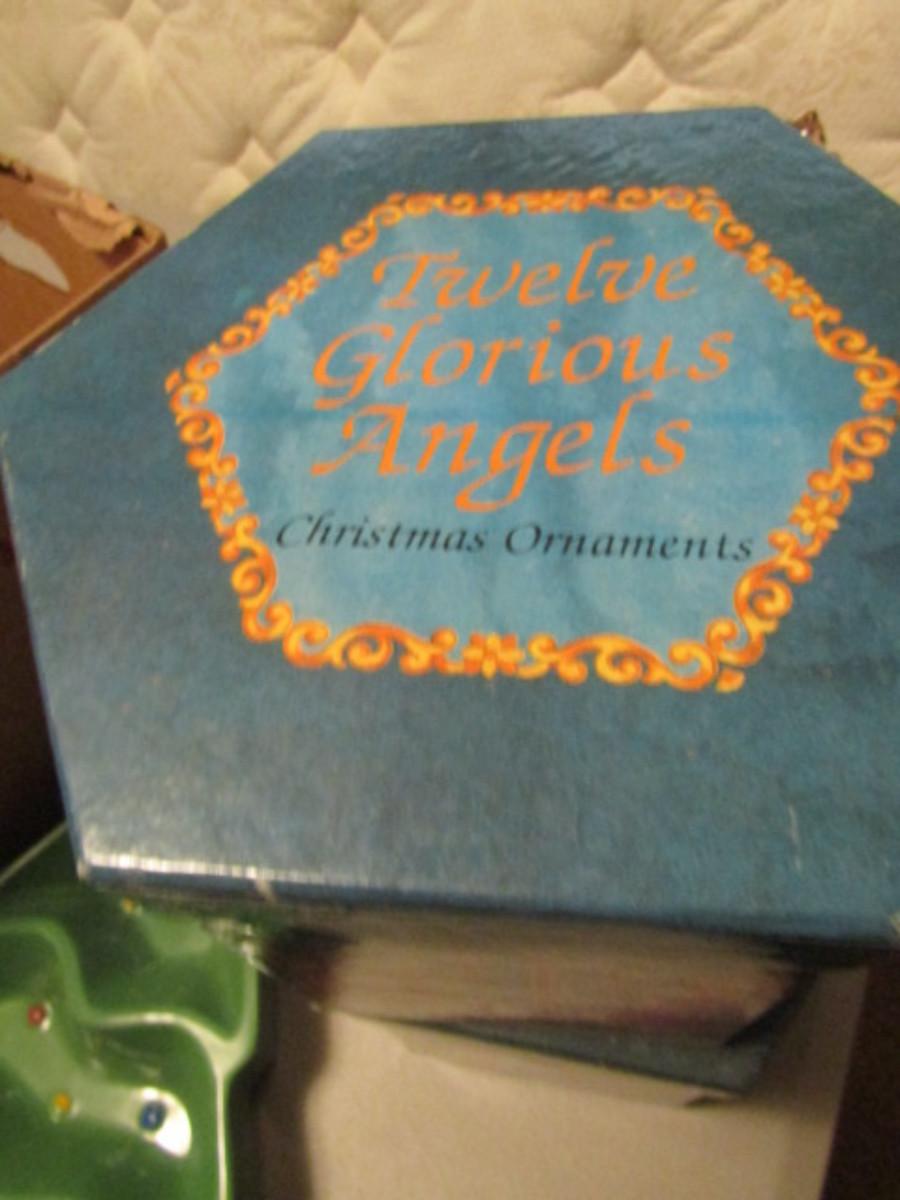 Twelve
Glorious
Angels
Christmas Ornaments